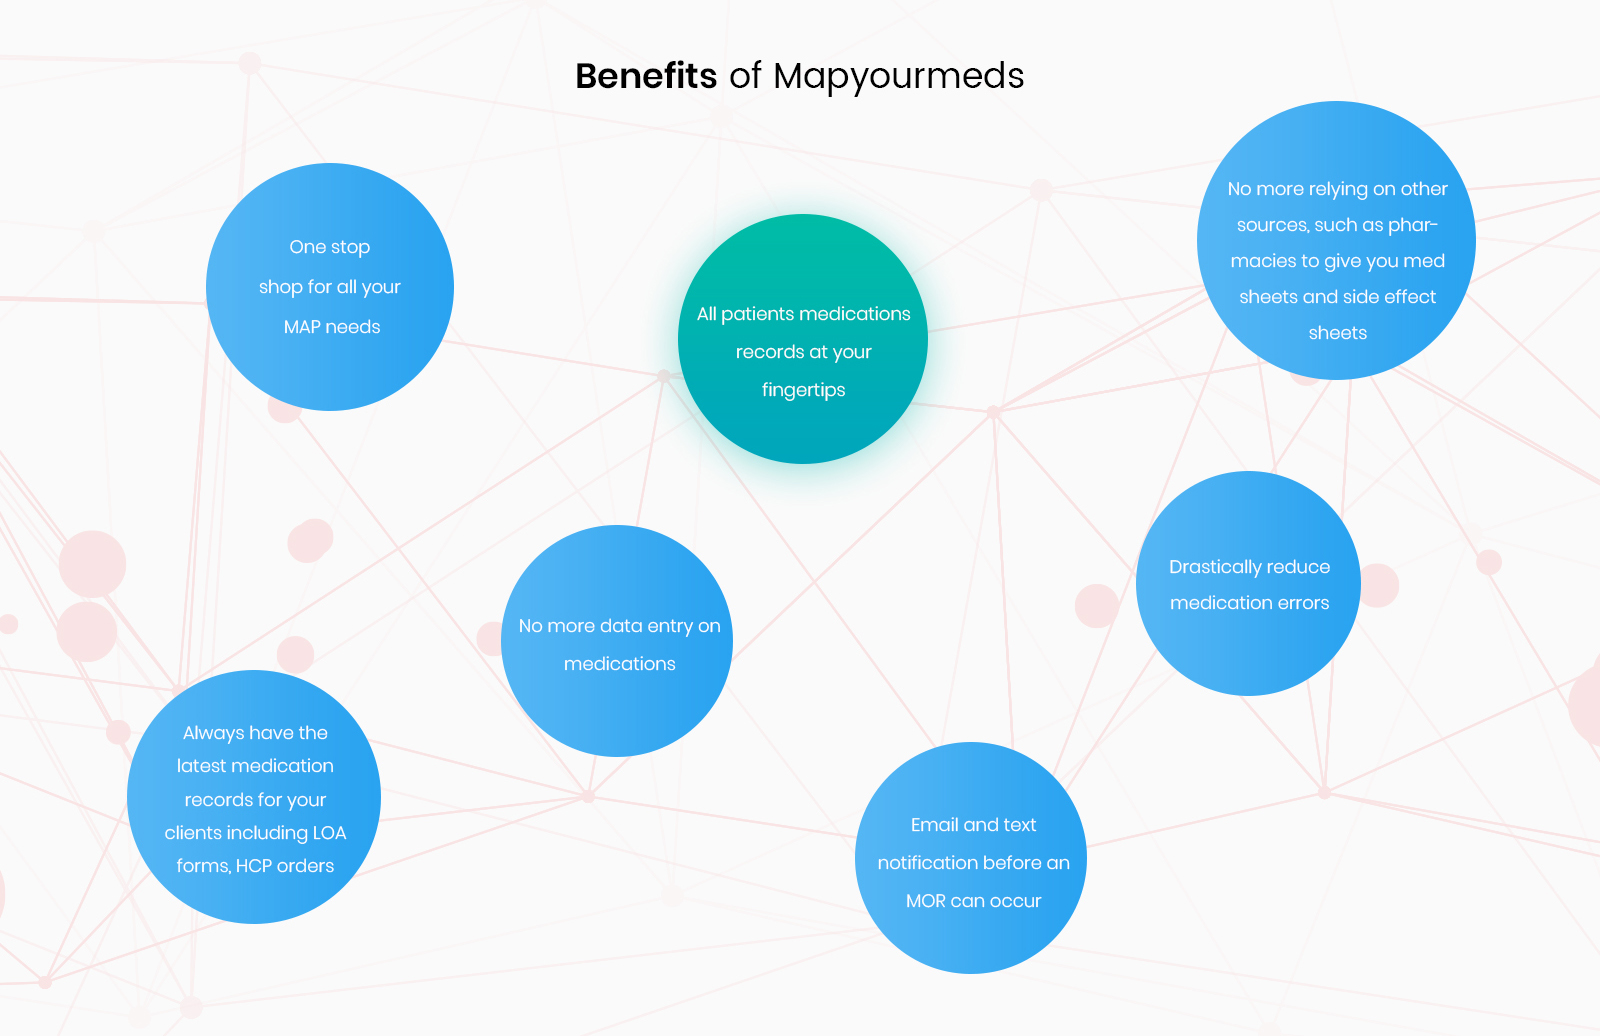 Benefits of Mapyourmeds
One stop
shop for all your
MAP needs
All patients medications
records at your
fingertips
No more relying on other
sources, such as phar-
macies to give you med
sheets and side effect
sheets
No more data entry on
medications
Drastically reduce
medication errors
Always have the
latest medication
records for your
clients including LOA
forms, HCP orders
Email and text
notification before an
MOR can occur